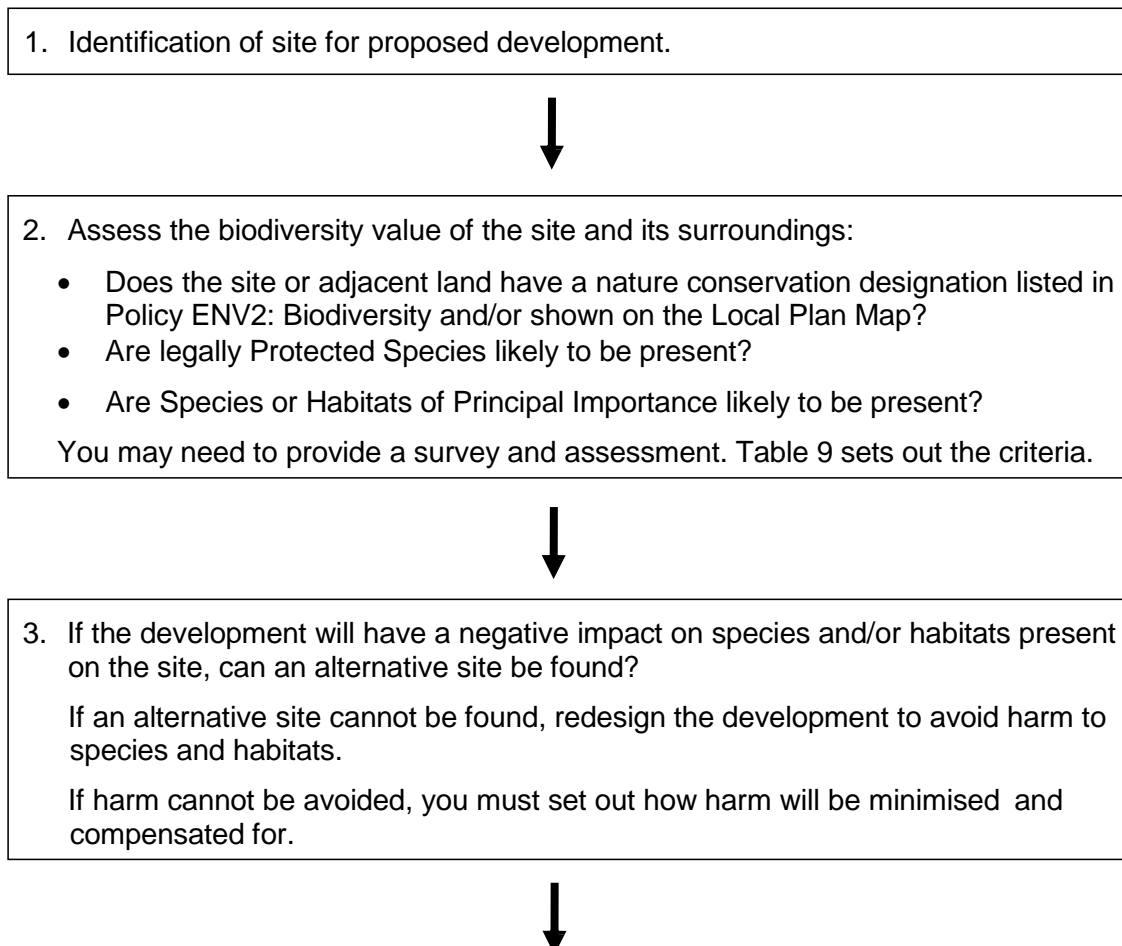 1. Identification of site for proposed development.
2. Assess the biodiversity value of the site and its surroundings:
• Does the site or adjacent land have a nature conservation designation listed in
Policy ENV2: Biodiversity and/or shown on the Local Plan Map?
• Are legally Protected Species likely to be present?
• Are Species or Habitats of Principal Importance likely to be present?
You may need to provide a survey and assessment. Table 9 sets out the criteria.
3. If the development will have a negative impact on species and/or habitats present
on the site, can an alternative site be found?
If an alternative site cannot be found, redesign the development to avoid harm to
species and habitats.
If harm cannot be avoided, you must set out how harm will be minimised and
compensated for.